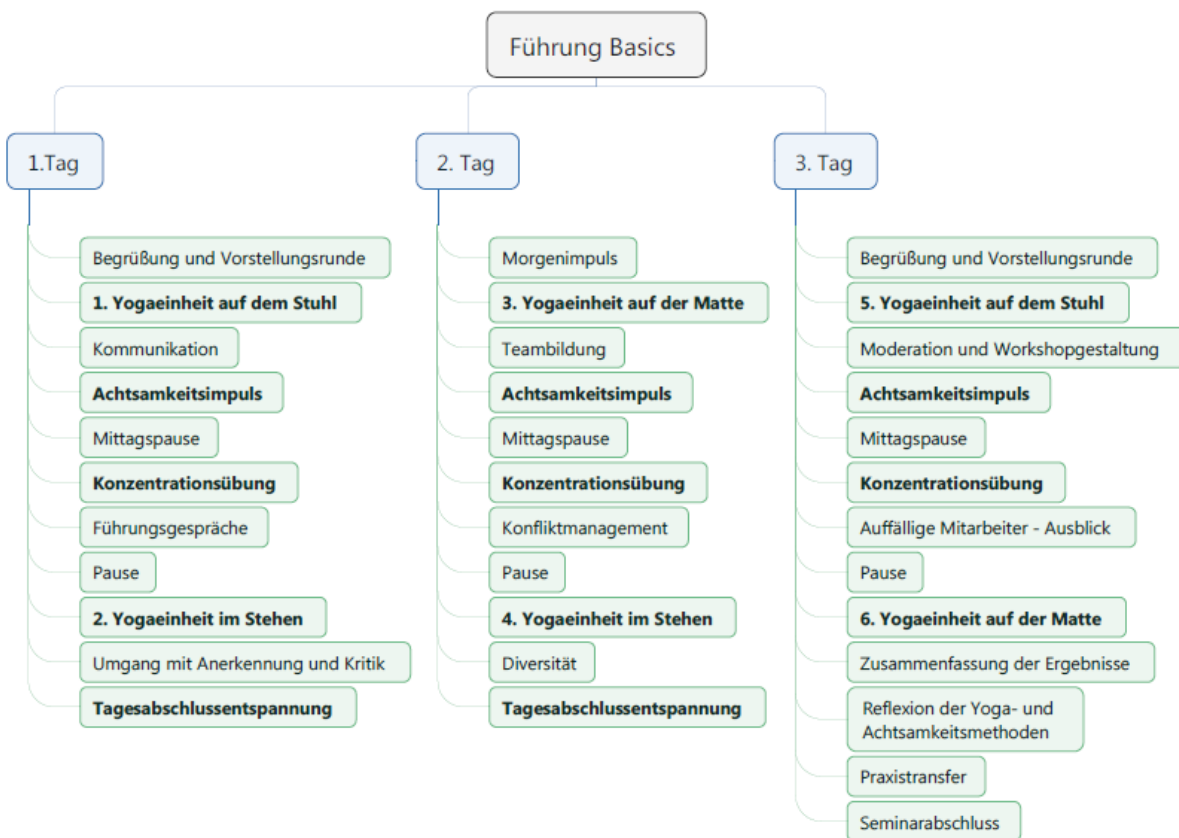 Führung Basics
1.Tag
Begrüßung und Vorstellungsrunde
1. Yogaeinheit auf dem Stuhl
Kommunikation
Achtsamkeitsimpuls
Mittagspause
Konzentrationsübung
Führungsgespräche
Pause
2. Yogaeinheit im Stehen
Umgang mit Anerkennung und Kritik
Tagesabschlussentspannung
2. Tag
Morgenimpuls
3. Yogaeinheit auf der Matte
Teambildung
Achtsamkeitsimpuls
Mittagspause
Konzentrationsübung
Konfliktmanagement
Pause
4. Yogaeinheit im Stehen
Diversität
Tagesabschlussentspannung
3. Tag
Begrüßung und Vorstellungsrunde
5. Yogaeinheit auf dem Stuhl
Moderation und Workshopgestaltung
Achtsamkeitsimpuls
Mittagspause
Konzentrationsübung
Auffällige Mitarbeiter - Ausblick
Pause
6. Yogaeinheit auf der Matte
Zusammenfassung der Ergebnisse
Reflexion der Yoga- und
Achtsamkeitsmethoden
Praxistransfer
Seminarabschluss